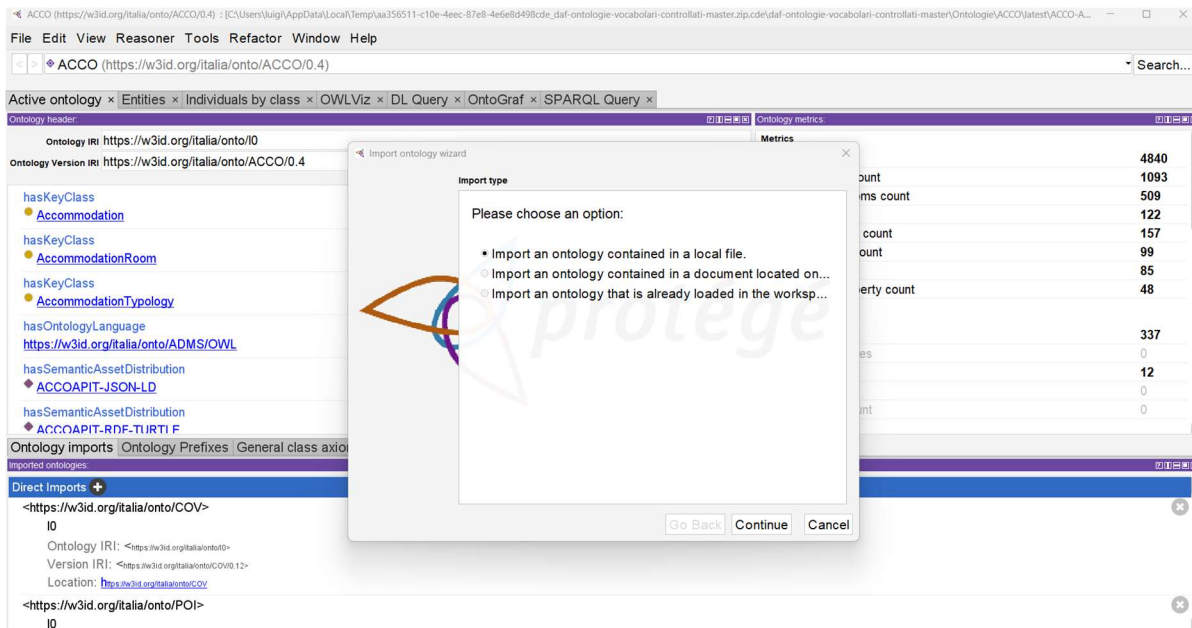 ACCO (https://w3id.org/italia/onto/ACCO/0.4) : [C:\Users\luigi\AppData\Local\Temp\aa356511-c10e-4eec-87e8-4e6e8d498cde_daf-ontologie-vocabolari-controllati-master.zip.cde\daf-ontologie-vocabolari-controllati-master\Ontologie\ACCO\latest\ACCO-A...
File Edit View Reasoner Tools Refactor Window Help
< > ACCO (https://w3id.org/italia/onto/ACCO/0.4) Search...
Active ontology × Entities × Individuals by class × OWLViz × DL Query × OntoGraf × SPARQL Query ×
Ontology header: Ontology metrics:
Ontology IRI https://w3id.org/italia/onto/l0
Ontology Version IRI https://w3id.org/italia/onto/ACCO/0.4
hasKeyClass
Accommodation
hasKeyClass
AccommodationRoom
hasKeyClass
AccommodationTypology
hasOntologyLanguage
https://w3id.org/italia/onto/ADMS/OWL
hasSemanticAssetDistribution
ACCOAPIT-JSON-LD
hasSemanticAssetDistribution
ACCOAPIT-RDF-TURTLE
Metrics
4840
ount 1093
ms count 509
122
count 157
ount 99
85
erty count 48
337
es 0
12
0
unt 0
Import ontology wizard ×
Import type
Please choose an option:
Import an ontology contained in a local file.
Import an ontology contained in a document located on...
Import an ontology that is already loaded in the worksp...
protégé
Go Back Continue Cancel
Ontology imports Ontology Prefixes General class axio
Imported ontologies:
Direct Imports
<https://w3id.org/italia/onto/COV>
l0
Ontology IRI: <https://w3id.org/italia/onto/l0>
Version IRI: <https://w3id.org/italia/onto/COV/0.12>
Location: https://w3id.org/italia/onto/COV
<https://w3id.org/italia/onto/POI>
l0